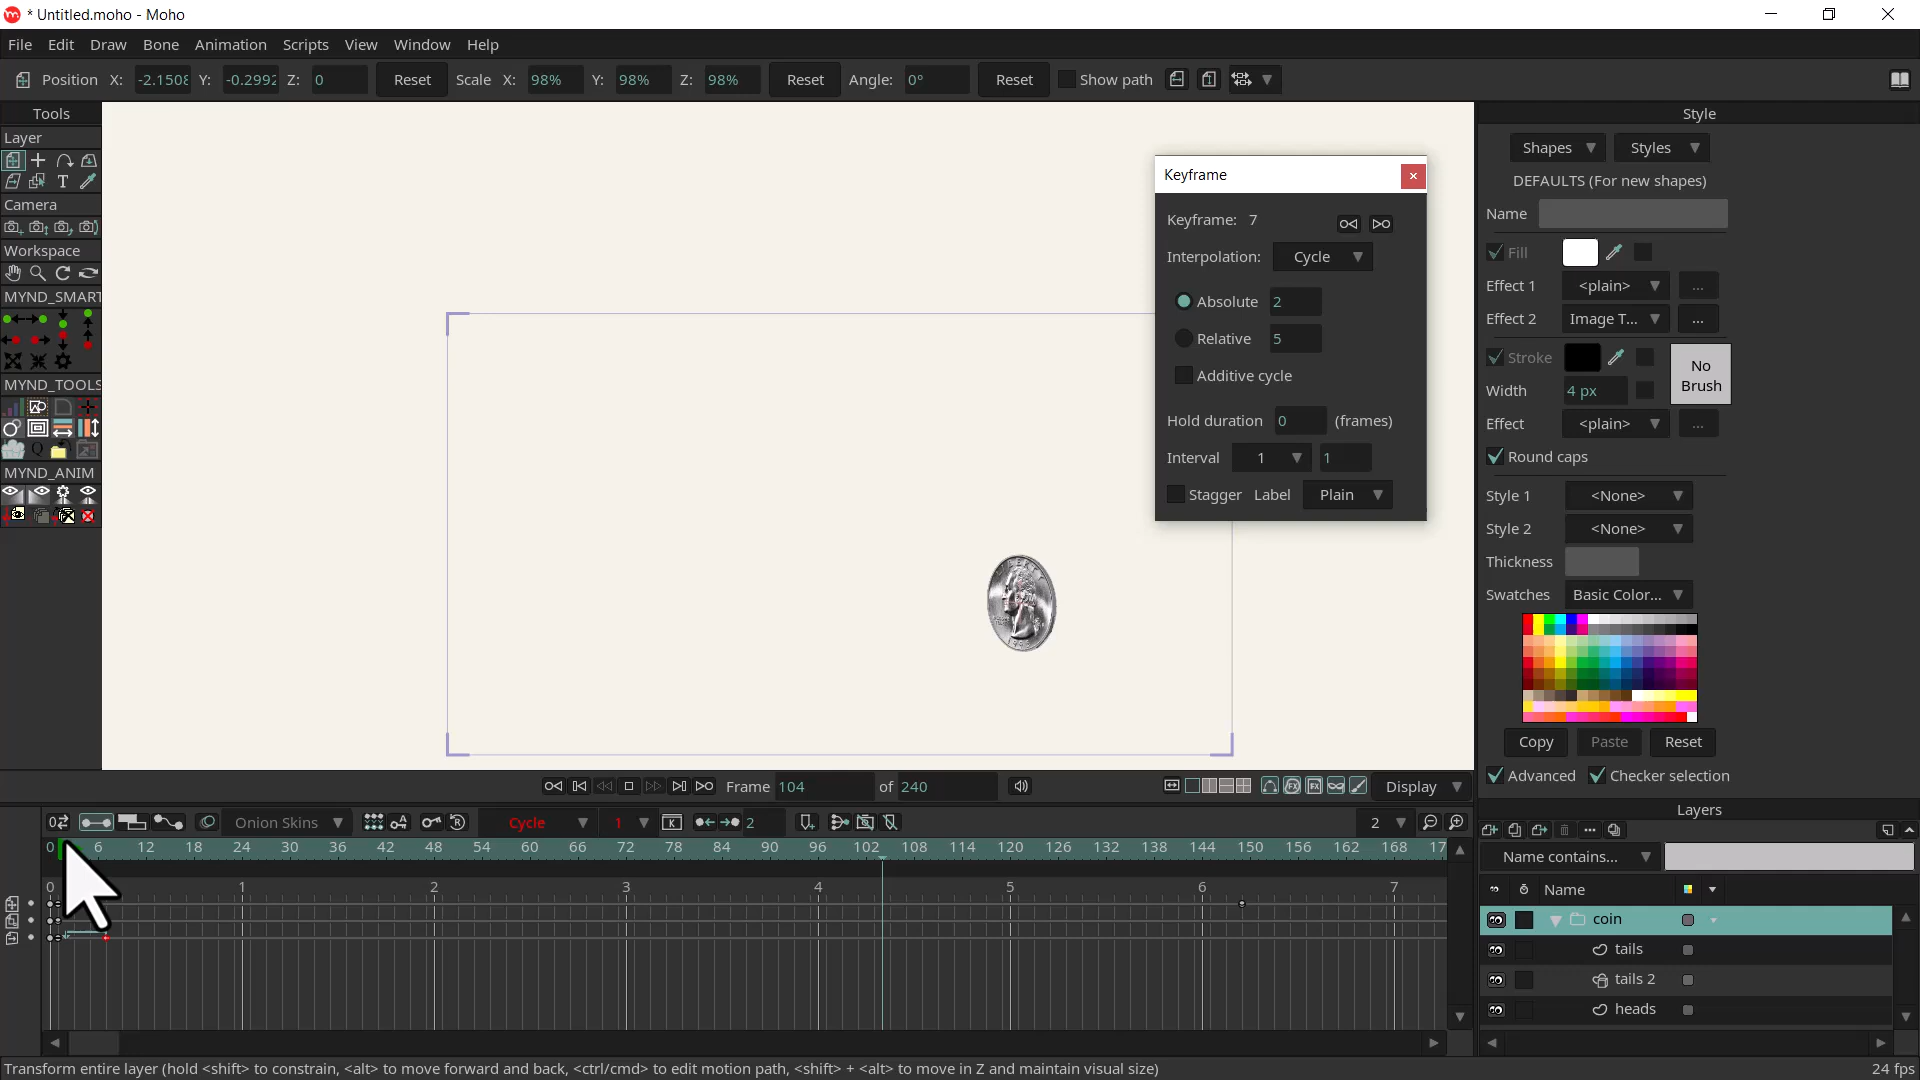 * Untitled.moho - Moho
File Edit Draw Bone Animation Scripts View Window Help
Position X: -2.1508 Y: -0.2992 Z: 0 Reset Scale X: 98% Y: 98% Z: 98% Reset Angle: 0° Reset Show path
Tools
Layer
Camera
Workspace
MYND_SMART
MYND_TOOLS
MYND_ANIM
Keyframe
Keyframe: 7
Interpolation: Cycle
Absolute 2
Relative 5
Additive cycle
Hold duration 0 (frames)
Interval 1 1
Stagger Label Plain
LIBERTY
Style
Shapes Styles
DEFAULTS (For new shapes)
Name
Fill
Effect 1 <plain> ...
Effect 2 Image T... ...
Stroke
No Brush
Width 4 px
Effect <plain> ...
Round caps
Style 1 <None>
Style 2 <None>
Thickness
Swatches Basic Color...
Copy Paste Reset
Advanced Checker selection
Frame 104 of 240 Display
Onion Skins Cycle 1 2 2
0 6 12 18 24 30 36 42 48 54 60 66 72 78 84 90 96 102 108 114 120 126 132 138 144 150 156 162 168 17
0 1 2 3 4 5 6 7
Layers
Name contains...
Name
coin
tails
tails 2
heads
Transform entire layer (hold <shift> to constrain, <alt> to move forward and back, <ctrl/cmd> to edit motion path, <shift> + <alt> to move in Z and maintain visual size)
24 fps